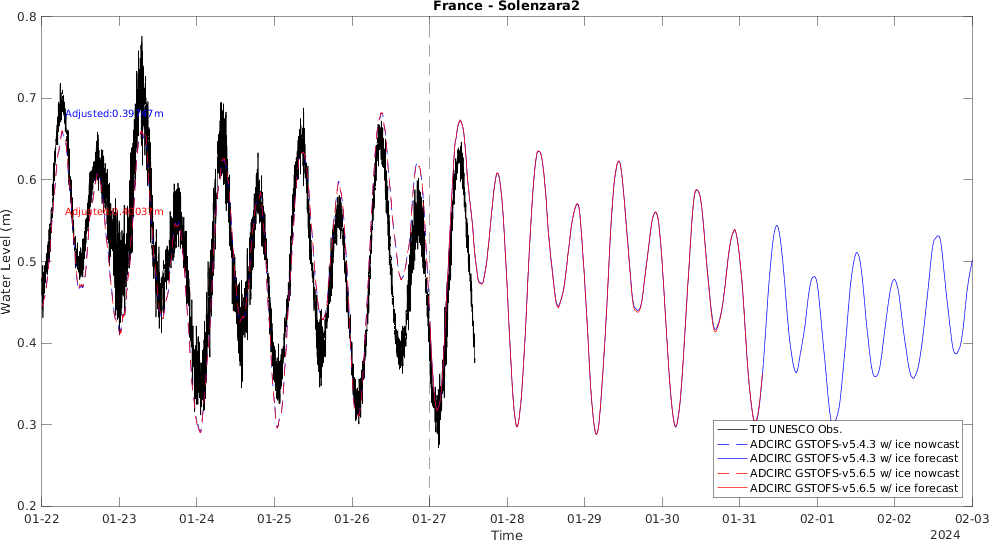 France - Solenzara2
Water Level (m)
0.8
0.7
0.6
0.5
0.4
0.3
0.2
TD UNESCO Obs.
ADCIRC GSTOFS-v5.4.3 w/ ice nowcast
ADCIRC GSTOFS-v5.4.3 w/ ice forecast
ADCIRC GSTOFS-v5.6.5 w/ ice nowcast
ADCIRC GSTOFS-v5.6.5 w/ ice forecast
01-22 01-23 01-24 01-25 01-26 01-27 01-28 01-29 01-30 01-31 02-01 02-02 02-03
Time
2024